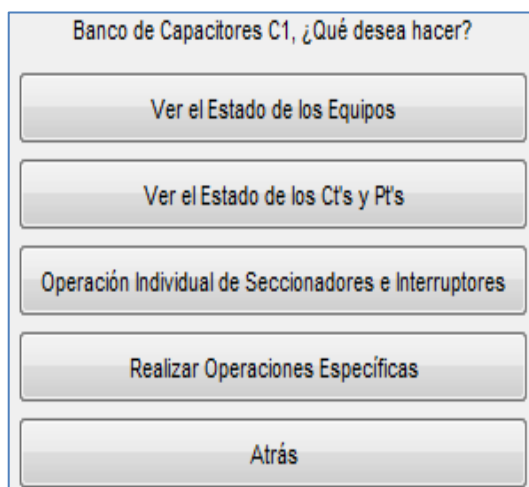 Banco de Capacitores C1, ¿Qué desea hacer?
Ver el Estado de los Equipos
Ver el Estado de los Ct's y Pt's
Operación Individual de Seccionadores e Interruptores
Realizar Operaciones Específicas
Atrás